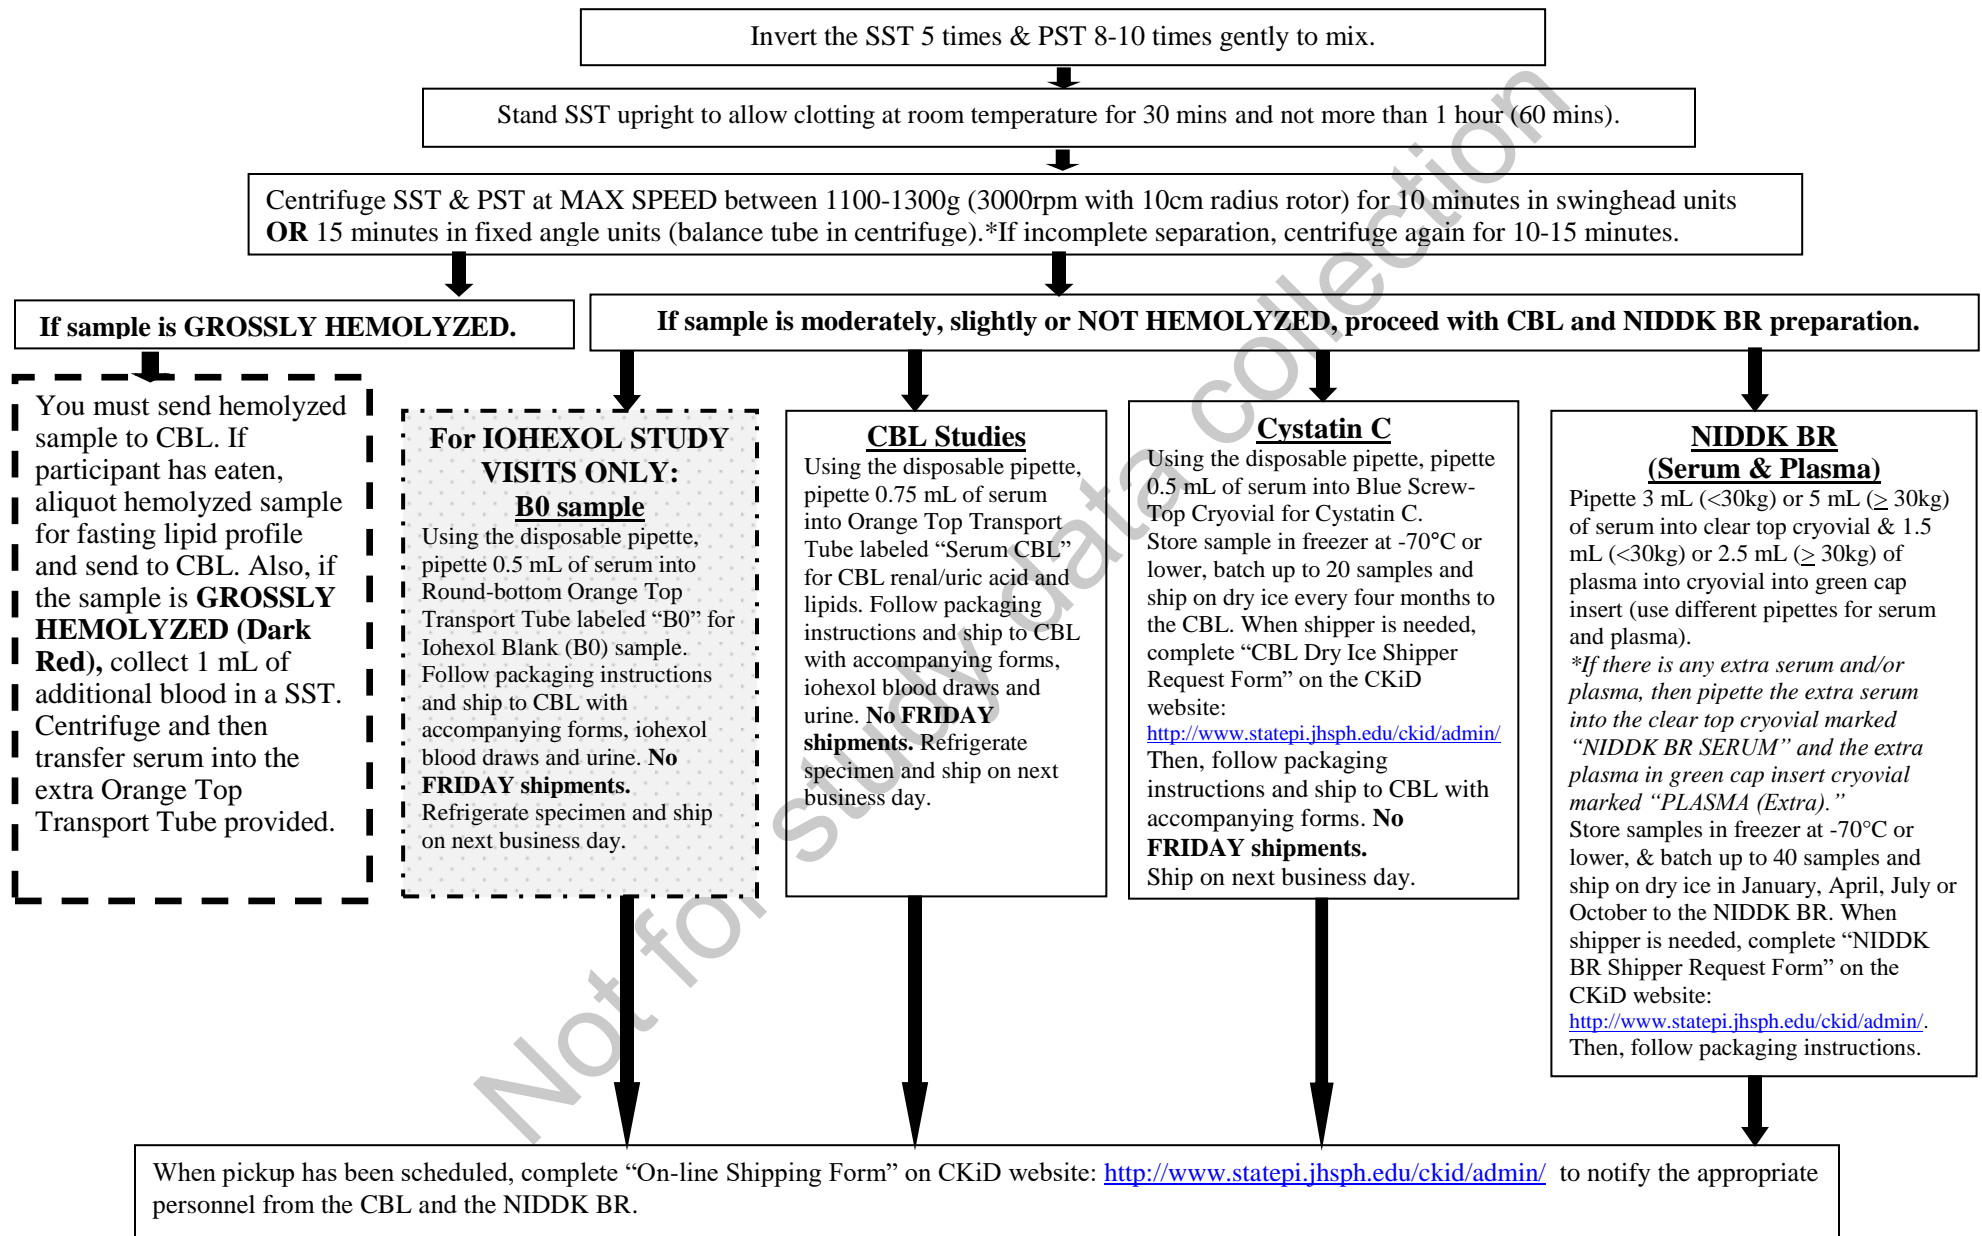 Invert the SST 5 times & PST 8-10 times gently to mix.
Stand SST upright to allow clotting at room temperature for 30 mins and not more than 1 hour (60 mins).
Centrifuge SST & PST at MAX SPEED between 1100-1300g (3000rpm with 10cm radius rotor) for 10 minutes in swinghead units
OR 15 minutes in fixed angle units (balance tube in centrifuge).*If incomplete separation, centrifuge again for 10-15 minutes.
If sample is GROSSLY HEMOLYZED.
If sample is moderately, slightly or NOT HEMOLYZED, proceed with CBL and NIDDK BR preparation.
You must send hemolyzed
sample to CBL. If
participant has eaten,
aliquot hemolyzed sample
for fasting lipid profile
and send to CBL. Also, if
the sample is GROSSLY
HEMOLYZED (Dark
Red), collect 1 mL of
additional blood in a SST.
Centrifuge and then
transfer serum into the
extra Orange Top
Transport Tube provided.
For IOHEXOL STUDY
VISITS ONLY:
B0 sample
Using the disposable pipette,
pipette 0.5 mL of serum into
Round-bottom Orange Top
Transport Tube labeled “B0” for
Iohexol Blank (B0) sample.
Follow packaging instructions
and ship to CBL with
accompanying forms, iohexol
blood draws and urine. No
FRIDAY shipments.
Refrigerate specimen and ship
on next business day.
CBL Studies
Using the disposable pipette,
pipette 0.75 mL of serum
into Orange Top Transport
Tube labeled “Serum CBL”
for CBL renal/uric acid and
lipids. Follow packaging
instructions and ship to CBL
with accompanying forms,
iohexol blood draws and
urine. No FRIDAY
shipments. Refrigerate
specimen and ship on next
business day.
Cystatin C
Using the disposable pipette, pipette
0.5 mL of serum into Blue Screw-
Top Cryovial for Cystatin C.
Store sample in freezer at -70°C or
lower, batch up to 20 samples and
ship on dry ice every four months to
the CBL. When shipper is needed,
complete “CBL Dry Ice Shipper
Request Form” on the CKiD
website:
http://www.statepi.jhsph.edu/ckid/admin/
Then, follow packaging
instructions and ship to CBL with
accompanying forms. No
FRIDAY shipments.
Ship on next business day.
NIDDK BR
(Serum & Plasma)
Pipette 3 mL (<30kg) or 5 mL (≥ 30kg)
of serum into clear top cryovial & 1.5
mL (<30kg) or 2.5 mL (≥ 30kg) of
plasma into cryovial into green cap
insert (use different pipettes for serum
and plasma).
*If there is any extra serum and/or
plasma, then pipette the extra serum
into the clear top cryovial marked
“NIDDK BR SERUM” and the extra
plasma in green cap insert cryovial
marked “PLASMA (Extra).”
Store samples in freezer at -70°C or
lower, & batch up to 40 samples and
ship on dry ice in January, April, July or
October to the NIDDK BR. When
shipper is needed, complete “NIDDK
BR Shipper Request Form” on the
CKiD website:
http://www.statepi.jhsph.edu/ckid/admin/.
Then, follow packaging instructions.
When pickup has been scheduled, complete “On-line Shipping Form” on CKiD website: http://www.statepi.jhsph.edu/ckid/admin/ to notify the appropriate
personnel from the CBL and the NIDDK BR.
Not for study data collection